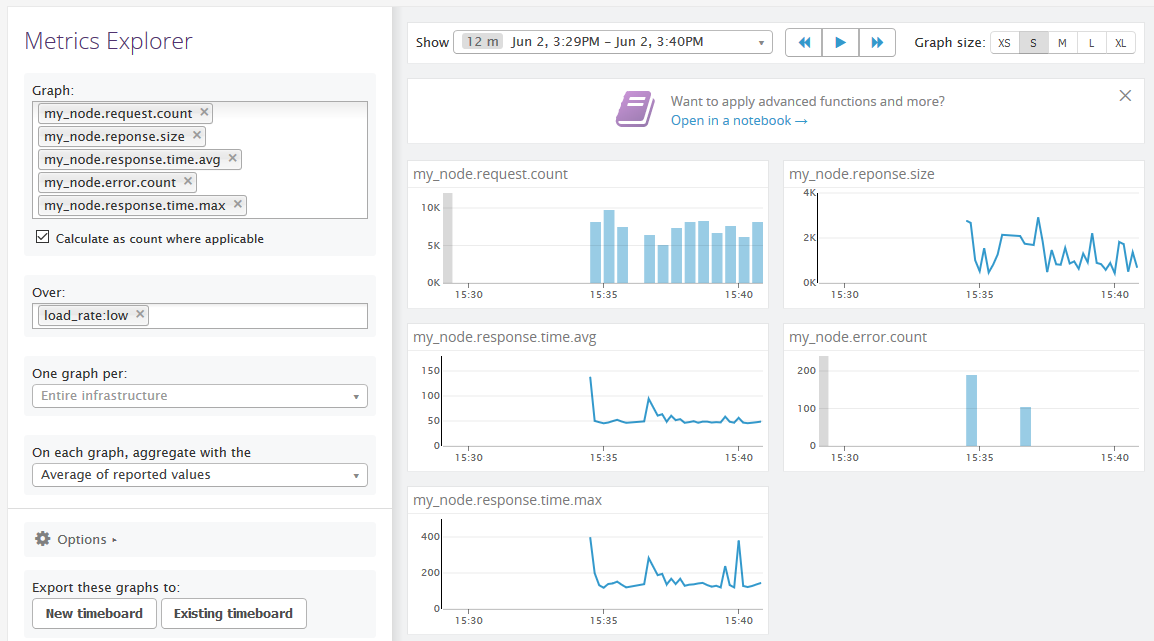 Metrics Explorer
Graph:
my_node.request.count ×
my_node.reponse.size ×
my_node.response.time.avg ×
my_node.error.count ×
my_node.response.time.max ×
Calculate as count where applicable
Over:
load_rate:low ×
One graph per:
Entire infrastructure
On each graph, aggregate with the
Average of reported values
Options
Export these graphs to:
New timeboard Existing timeboard
Show 12 m Jun 2, 3:29PM – Jun 2, 3:40PM Graph size: XS S M L XL
Want to apply advanced functions and more?
Open in a notebook →
my_node.request.count
10K
5K
0K
15:30 15:35 15:40
my_node.reponse.size
4K
2K
0K
15:30 15:35 15:40
my_node.response.time.avg
150
100
50
0
15:30 15:35 15:40
my_node.error.count
200
100
0
15:30 15:35 15:40
my_node.response.time.max
400
200
0
15:30 15:35 15:40